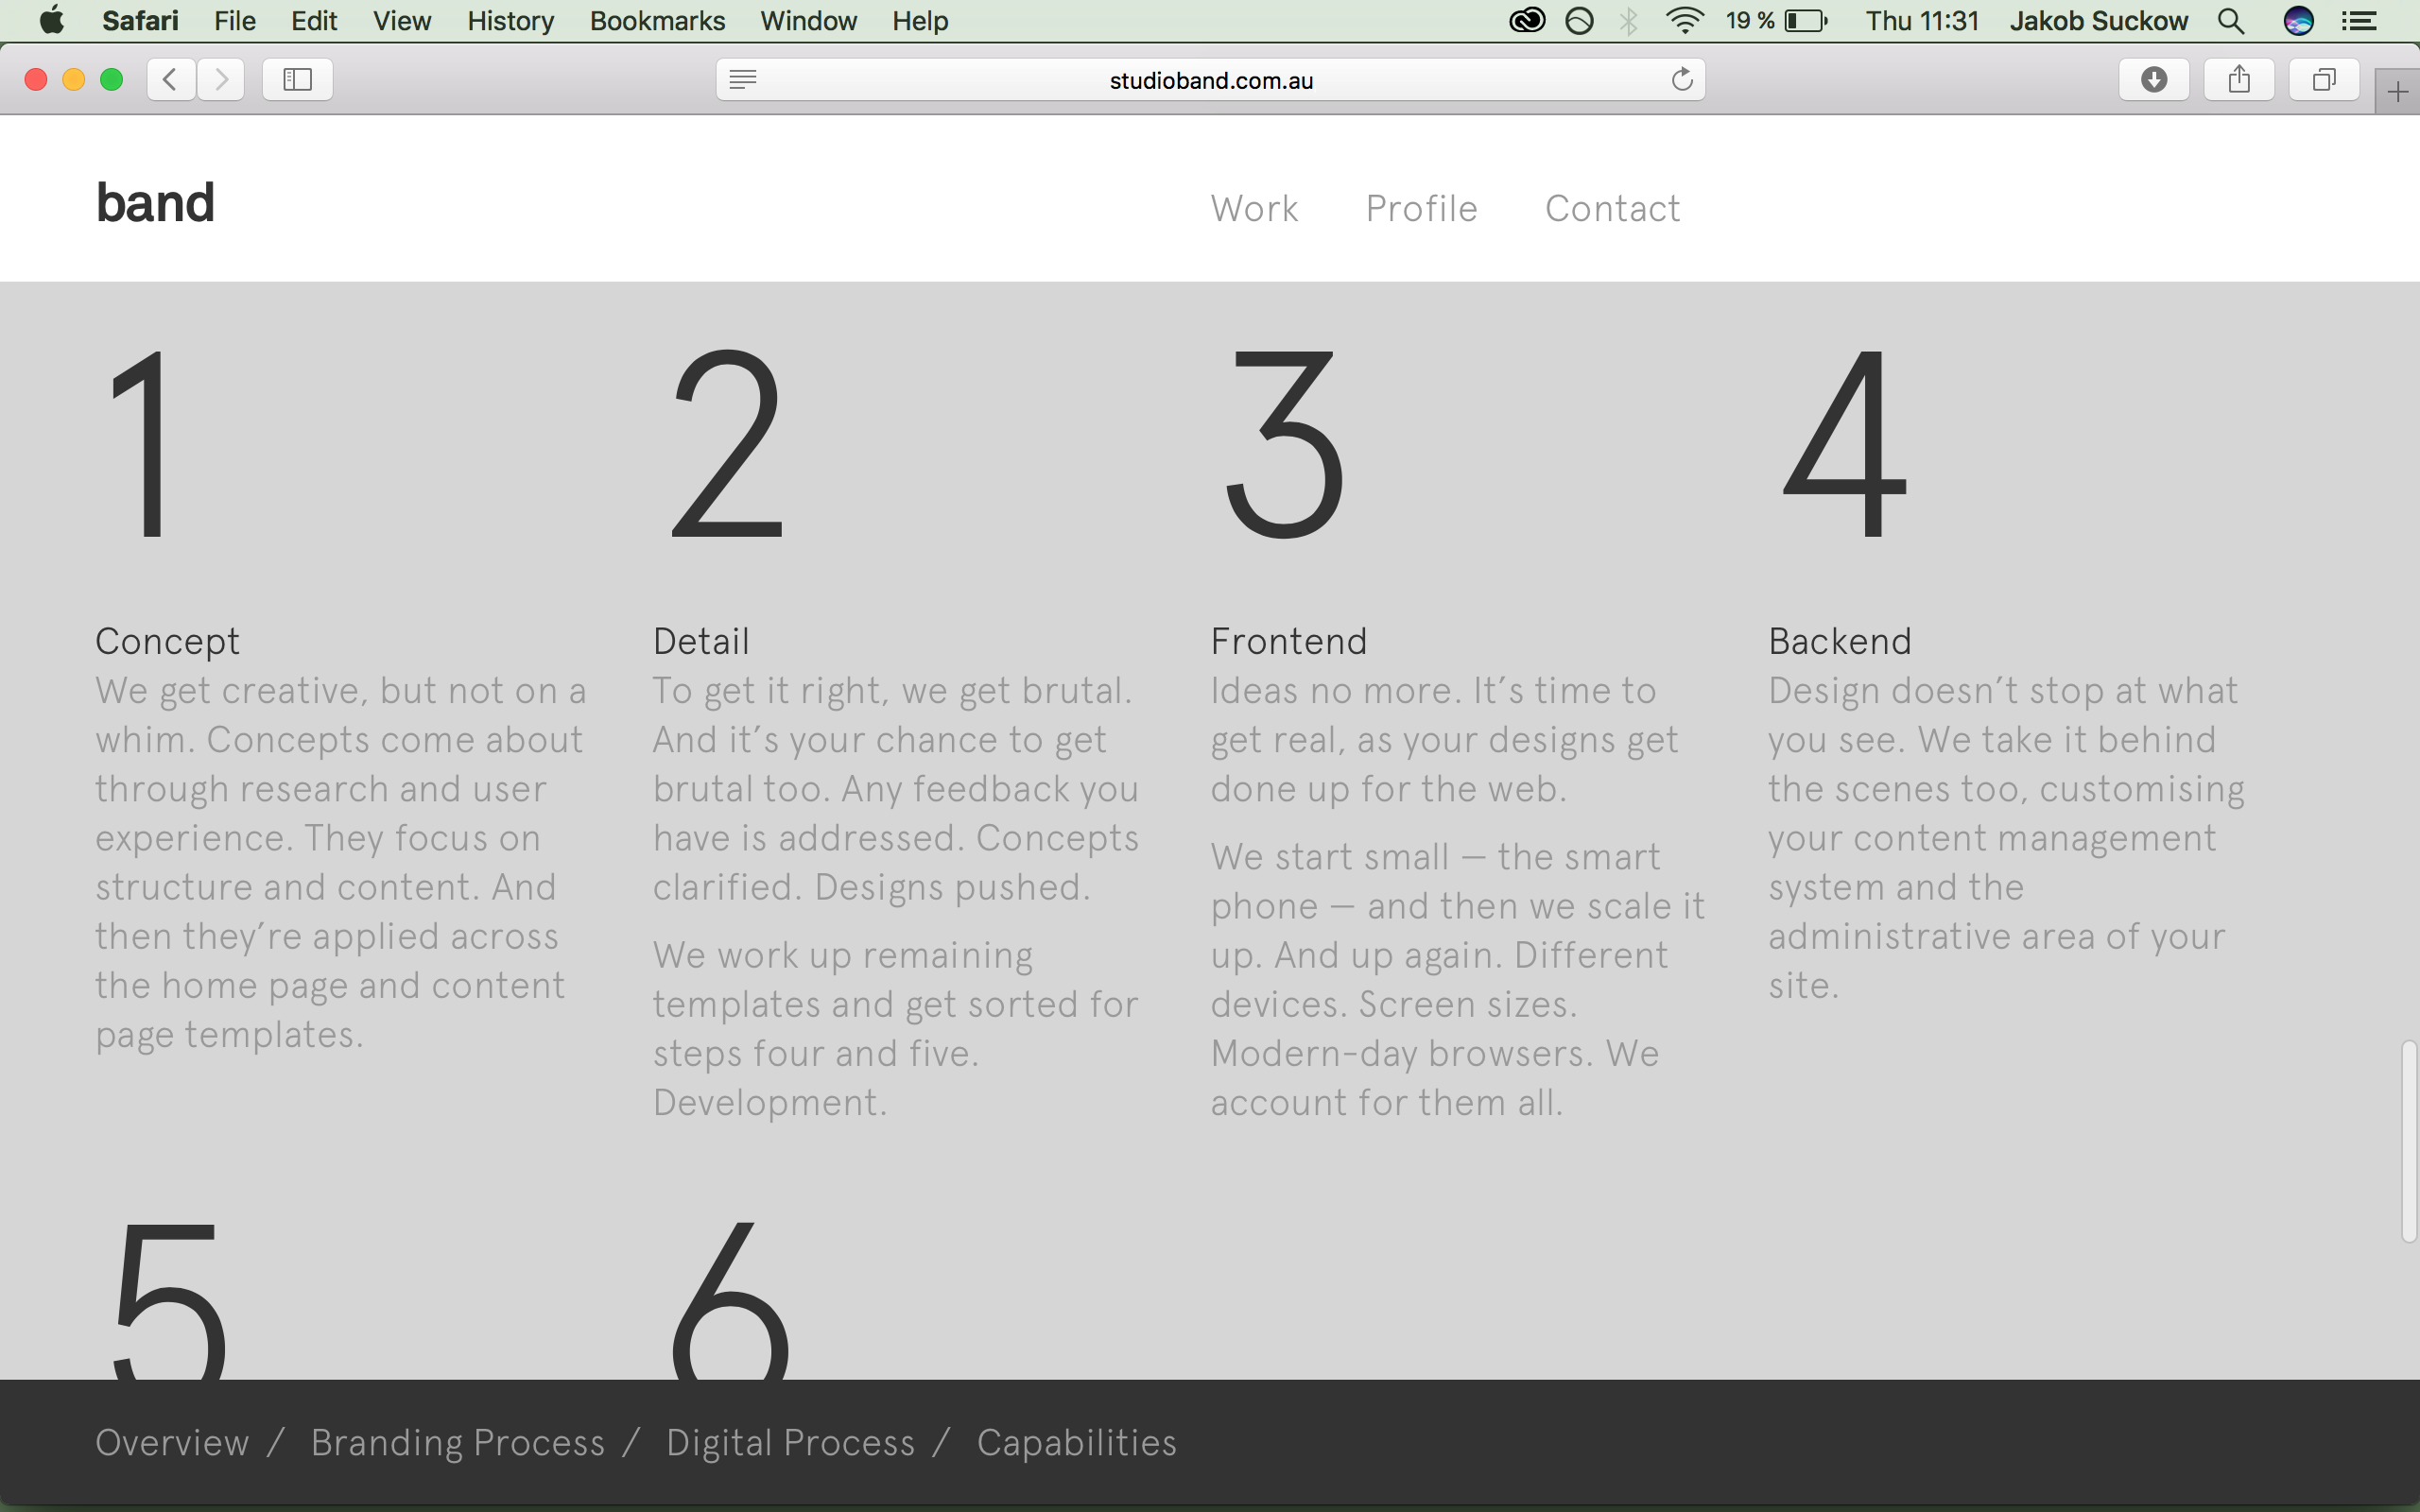 Safari File Edit View History Bookmarks Window Help 19 % Thu 11:31 Jakob Suckow
studioband.com.au
band
Work Profile Contact
1
Concept
We get creative, but not on a
whim. Concepts come about
through research and user
experience. They focus on
structure and content. And
then they’re applied across
the home page and content
page templates.
2
Detail
To get it right, we get brutal.
And it’s your chance to get
brutal too. Any feedback you
have is addressed. Concepts
clarified. Designs pushed.
We work up remaining
templates and get sorted for
steps four and five.
Development.
3
Frontend
Ideas no more. It’s time to
get real, as your designs get
done up for the web.
We start small — the smart
phone — and then we scale it
up. And up again. Different
devices. Screen sizes.
Modern-day browsers. We
account for them all.
4
Backend
Design doesn’t stop at what
you see. We take it behind
the scenes too, customising
your content management
system and the
administrative area of your
site.
5
6
Overview / Branding Process / Digital Process / Capabilities